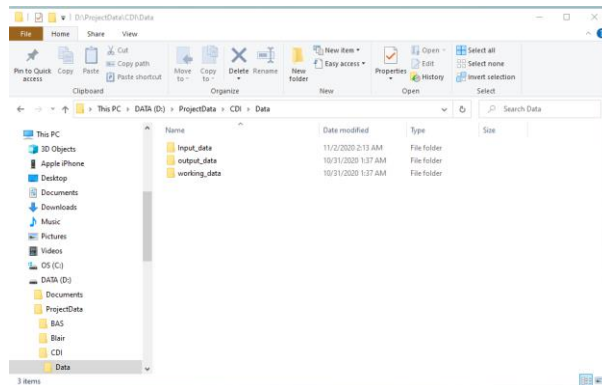 D:\ProjectData\CDI\Data
File Home Share View
Pin to Quick access
Copy
Paste
Cut
Copy path
Paste shortcut
Clipboard
Move to
Copy to
Delete
Rename
Organize
New folder
New item
Easy access
New
Properties
Open
Edit
History
Open
Select all
Select none
Invert selection
Select
This PC > DATA (D:) > ProjectData > CDI > Data
Search Data
Name Date modified Type Size
Input_data 11/2/2020 2:13 AM File folder
output_data 10/31/2020 1:37 AM File folder
working_data 10/31/2020 1:37 AM File folder
This PC
3D Objects
Apple iPhone
Desktop
Documents
Downloads
Music
Pictures
Videos
OS (C:)
DATA (D:)
Documents
ProjectData
BAS
Blair
CDI
Data
3 items